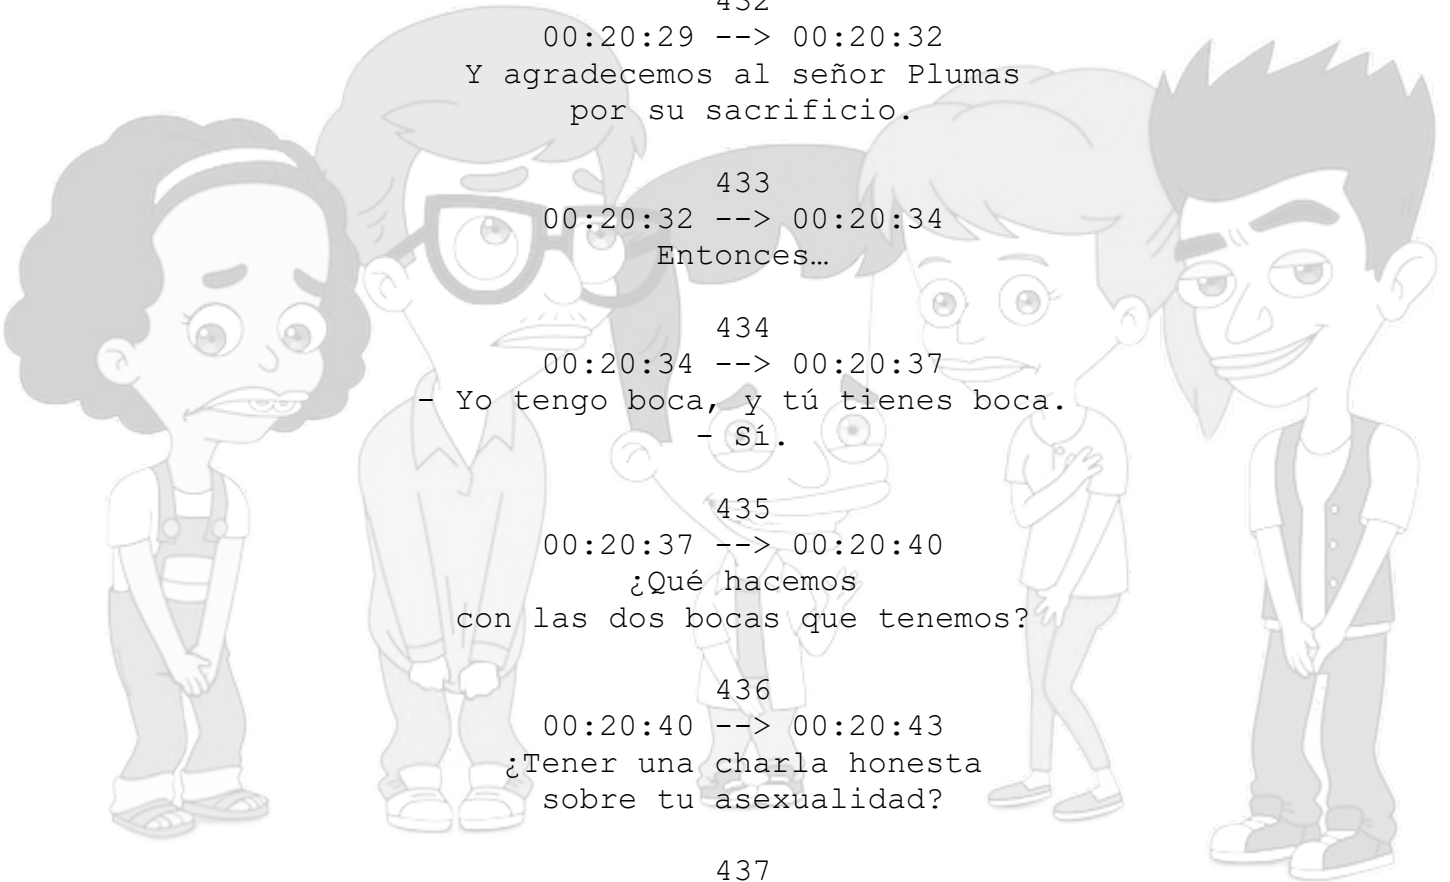 432
00:20:29 --> 00:20:32
Y agradecemos al señor Plumas
por su sacrificio.
433
00:20:32 --> 00:20:34
Entonces…
434
00:20:34 --> 00:20:37
- Yo tengo boca, y tú tienes boca.
- Sí.
435
00:20:37 --> 00:20:40
¿Qué hacemos
con las dos bocas que tenemos?
436
00:20:40 --> 00:20:43
¿Tener una charla honesta
sobre tu asexualidad?
437